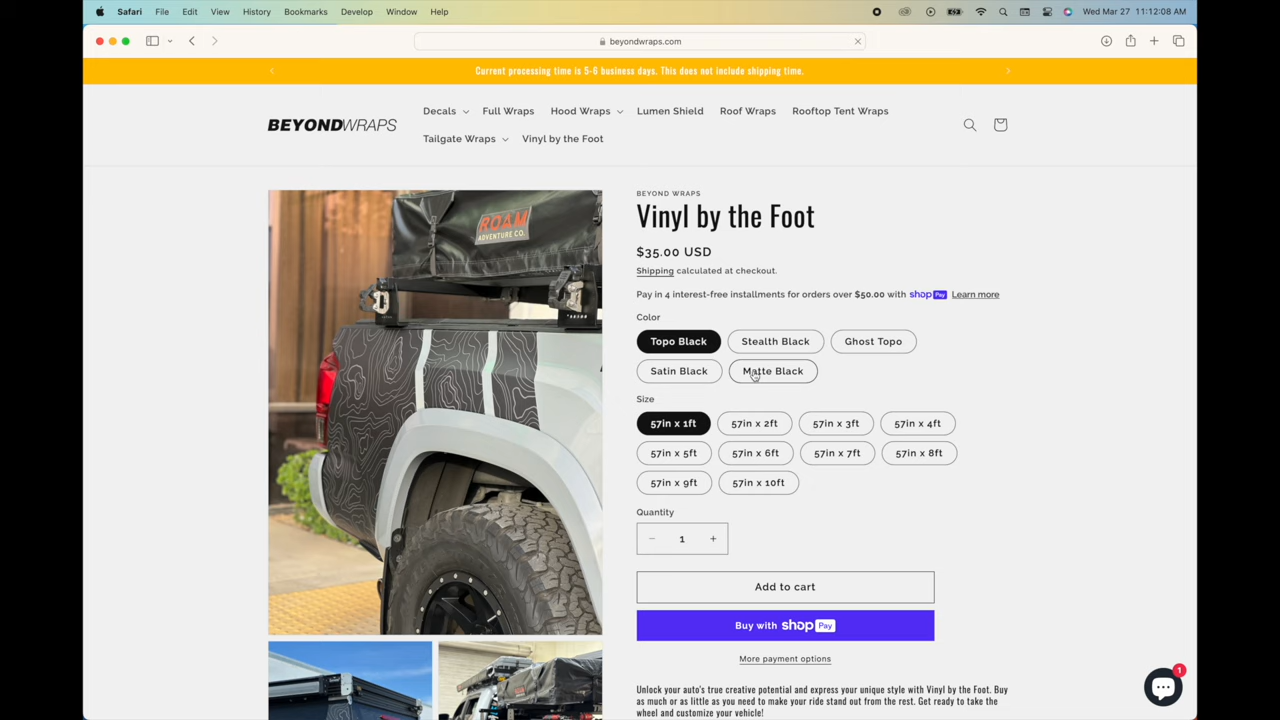 Safari File Edit View History Bookmarks Develop Window Help Wed Mar 27 11:12:08 AM
beyondwraps.com
Current processing time is 5-6 business days. This does not include shipping time.
BEYONDWRAPS
Decals Full Wraps Hood Wraps Lumen Shield Roof Wraps Rooftop Tent Wraps
Tailgate Wraps Vinyl by the Foot
ROAM
ADVENTURE CO.
BEYOND WRAPS
Vinyl by the Foot
$35.00 USD
Shipping calculated at checkout.
Pay in 4 interest-free installments for orders over $50.00 with shop Pay Learn more
Color
Topo Black Stealth Black Ghost Topo
Satin Black Matte Black
Size
57in x 1ft 57in x 2ft 57in x 3ft 57in x 4ft
57in x 5ft 57in x 6ft 57in x 7ft 57in x 8ft
57in x 9ft 57in x 10ft
Quantity
− 1 +
Add to cart
Buy with shop Pay
More payment options
Unlock your auto's true creative potential and express your unique style with Vinyl by the Foot. Buy
as much or as little as you need to make your ride stand out from the rest. Get ready to take the
wheel and customize your vehicle!
1